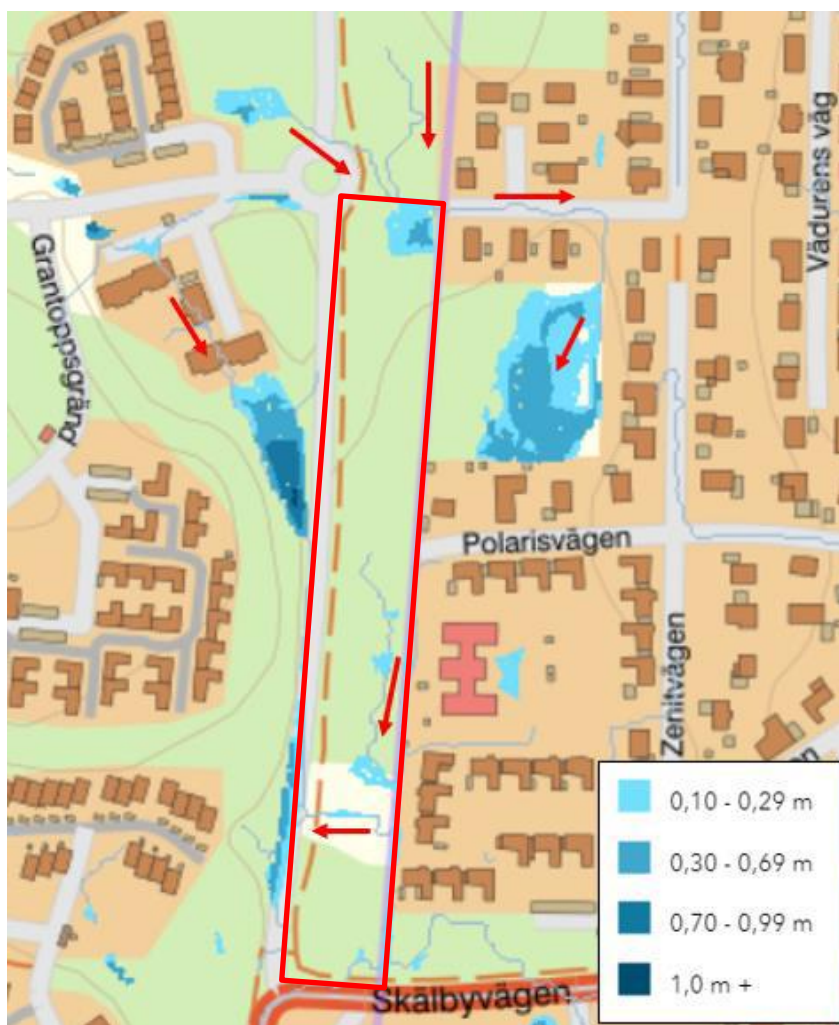 Vädurens väg
Grantoppsgränd
Polarisvägen
Zenitvägen
Skälbyvägen
0,10 - 0,29 m
0,30 - 0,69 m
0,70 - 0,99 m
1,0 m +